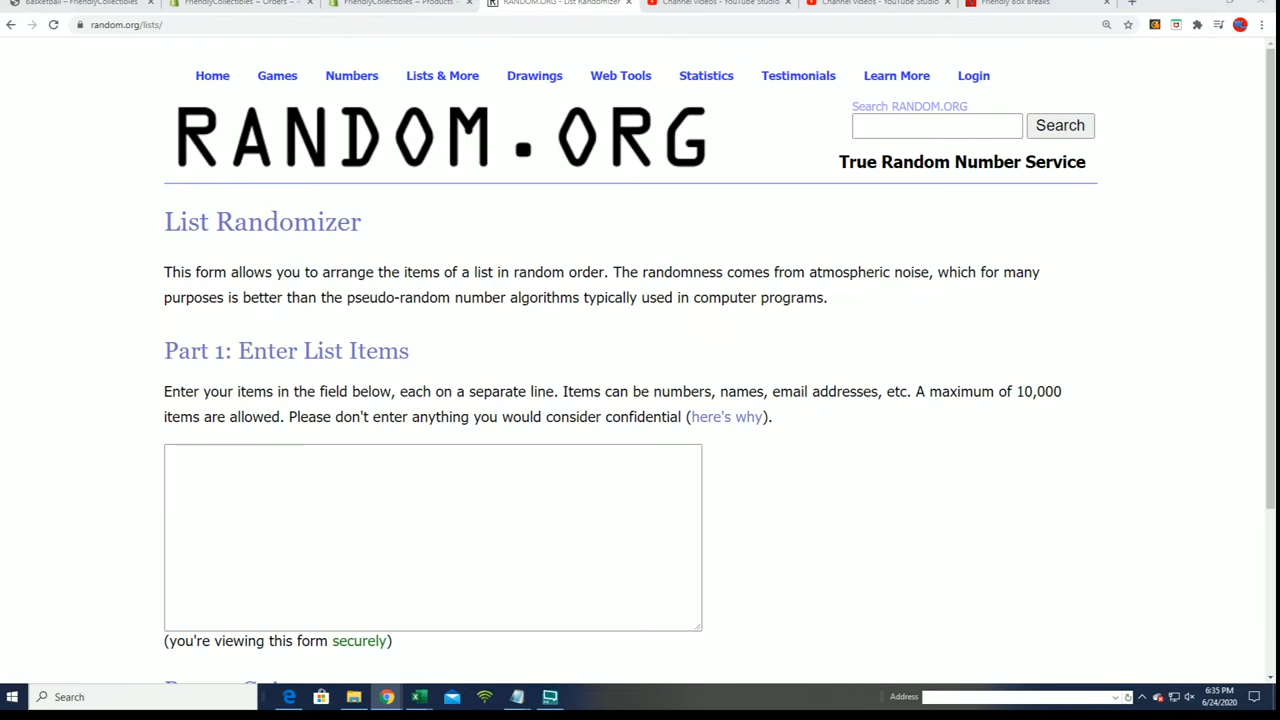 Basketball – FriendlyCollectibles
FriendlyCollectibles ~ Orders ~
FriendlyCollectibles ~ Products ~
RANDOM.ORG - List Randomizer
Channel videos - YouTube Studio
Channel videos - YouTube Studio
Friendly Box Breaks
random.org/lists/
Home Games Numbers Lists & More Drawings Web Tools Statistics Testimonials Learn More Login
RANDOM.ORG
Search RANDOM.ORG
Search
True Random Number Service
List Randomizer
This form allows you to arrange the items of a list in random order. The randomness comes from atmospheric noise, which for many
purposes is better than the pseudo-random number algorithms typically used in computer programs.
Part 1: Enter List Items
Enter your items in the field below, each on a separate line. Items can be numbers, names, email addresses, etc. A maximum of 10,000
items are allowed. Please don't enter anything you would consider confidential (here's why).
(you're viewing this form securely)
Search
Address
6:35 PM
6/24/2020